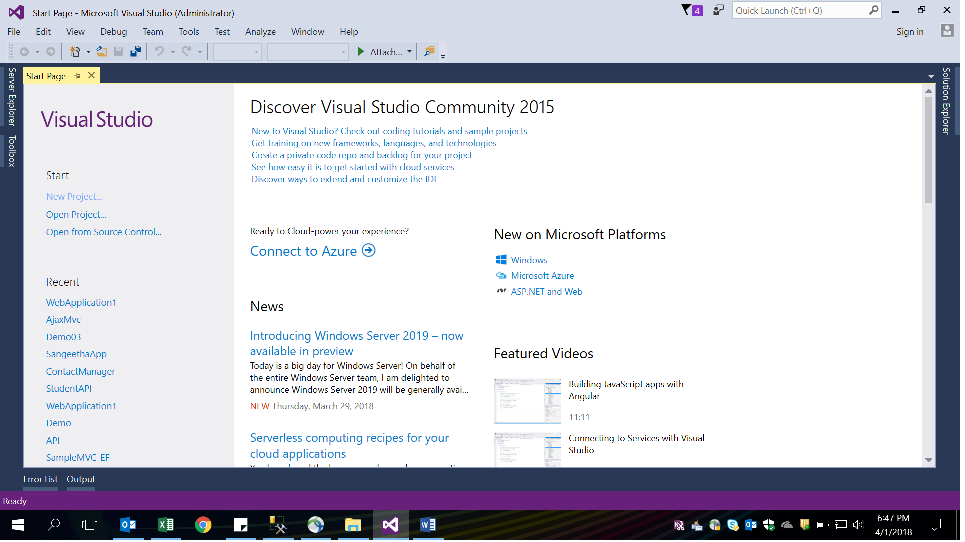 Start Page - Microsoft Visual Studio (Administrator)
4
Quick Launch (Ctrl+Q)
File Edit View Debug Team Tools Test Analyze Window Help
Sign in
Attach...
Server Explorer
Toolbox
Start Page
Solution Explorer
Visual Studio
Start
New Project...
Open Project...
Open from Source Control...
Recent
WebApplication1
AjaxMvc
Demo03
SangeethaApp
ContactManager
StudentAPI
WebApplication1
Demo
API
SampleMVC_EF
Discover Visual Studio Community 2015
New to Visual Studio? Check out coding tutorials and sample projects
Get training on new frameworks, languages, and technologies
Create a private code repo and backlog for your project
See how easy it is to get started with cloud services
Discover ways to extend and customize the IDE
Ready to Cloud-power your experience?
Connect to Azure
News
Introducing Windows Server 2019 – now
available in preview
Today is a big day for Windows Server! On behalf of
the entire Windows Server team, I am delighted to
announce Windows Server 2019 will be generally avai...
NEW Thursday, March 29, 2018
Serverless computing recipes for your
cloud applications
New on Microsoft Platforms
Windows
Microsoft Azure
ASP.NET and Web
Featured Videos
Building JavaScript apps with
Angular
11:11
Connecting to Services with Visual
Studio
Error List Output
Ready
6:47 PM
4/1/2018